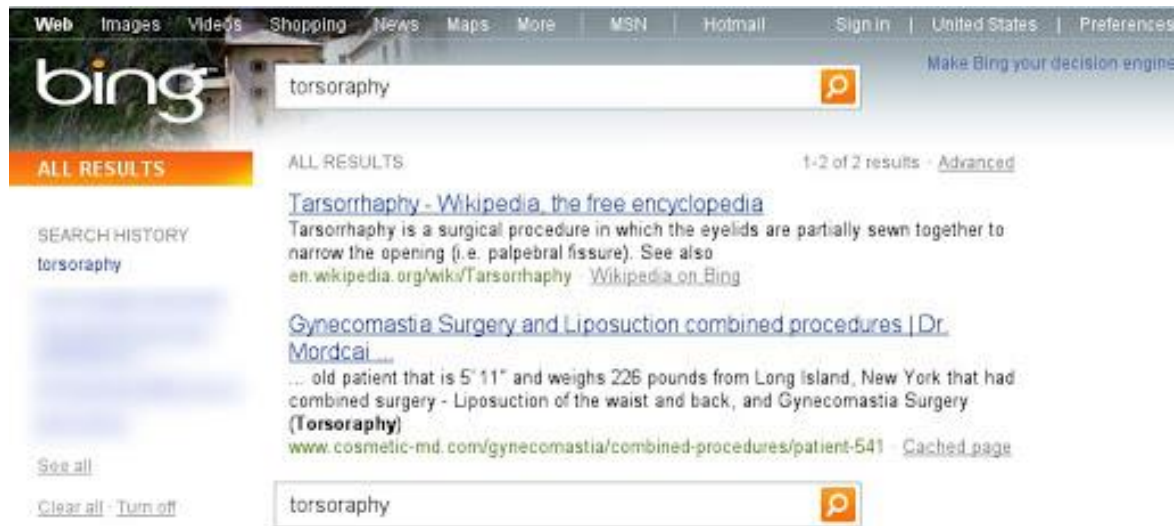 Web Images Videos Shopping News Maps More | MSN | Hotmail Sign in | United States | Preferences
bing
torsoraphy
Make Bing your decision engine
ALL RESULTS
ALL RESULTS 1-2 of 2 results · Advanced
SEARCH HISTORY
torsoraphy
See all
Clear all · Turn off
Tarsorrhaphy - Wikipedia, the free encyclopedia
Tarsorrhaphy is a surgical procedure in which the eyelids are partially sewn together to
narrow the opening (i.e. palpebral fissure). See also
en.wikipedia.org/wiki/Tarsorrhaphy · Wikipedia on Bing
Gynecomastia Surgery and Liposuction combined procedures | Dr.
Mordcai ...
... old patient that is 5' 11" and weighs 226 pounds from Long Island, New York that had
combined surgery - Liposuction of the waist and back, and Gynecomastia Surgery
(Torsoraphy)
www.cosmetic-md.com/gynecomastia/combined-procedures/patient-541 · Cached page
torsoraphy